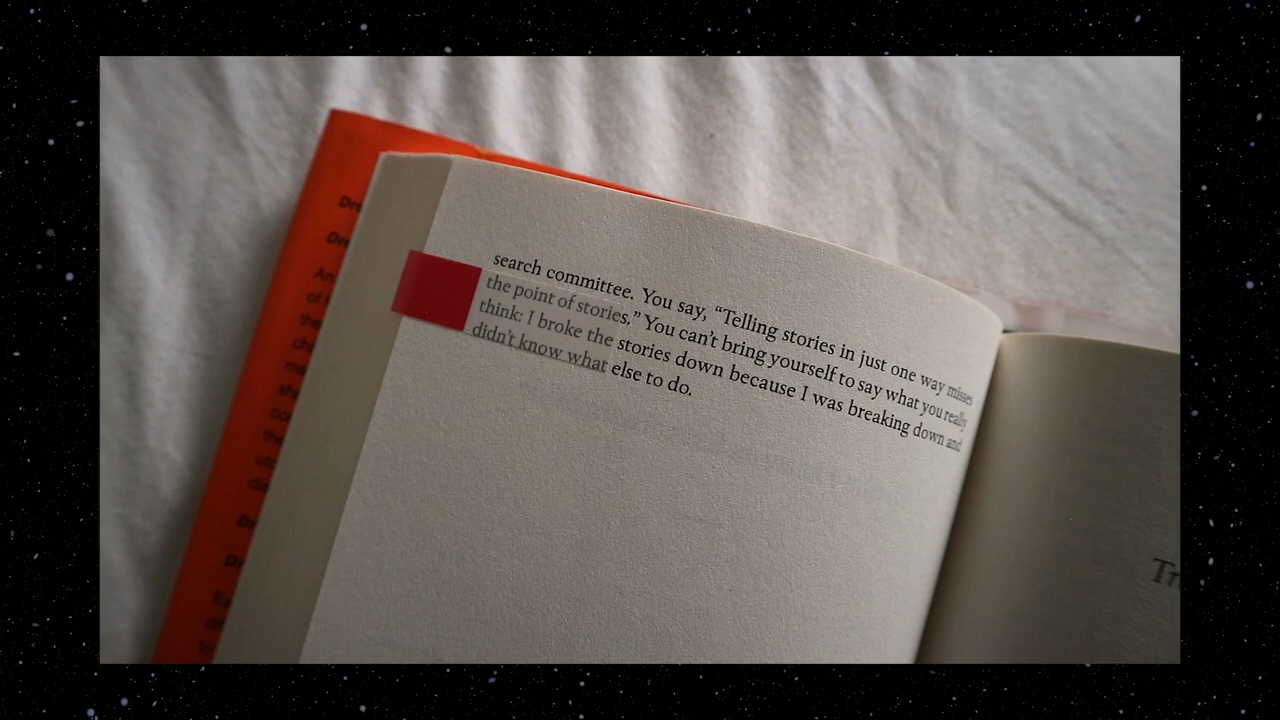 search committee. You say, “Telling stories in just one way misses
the point of stories.” You can’t bring yourself to say what you really
think: I broke the stories down because I was breaking down and
didn’t know what else to do.